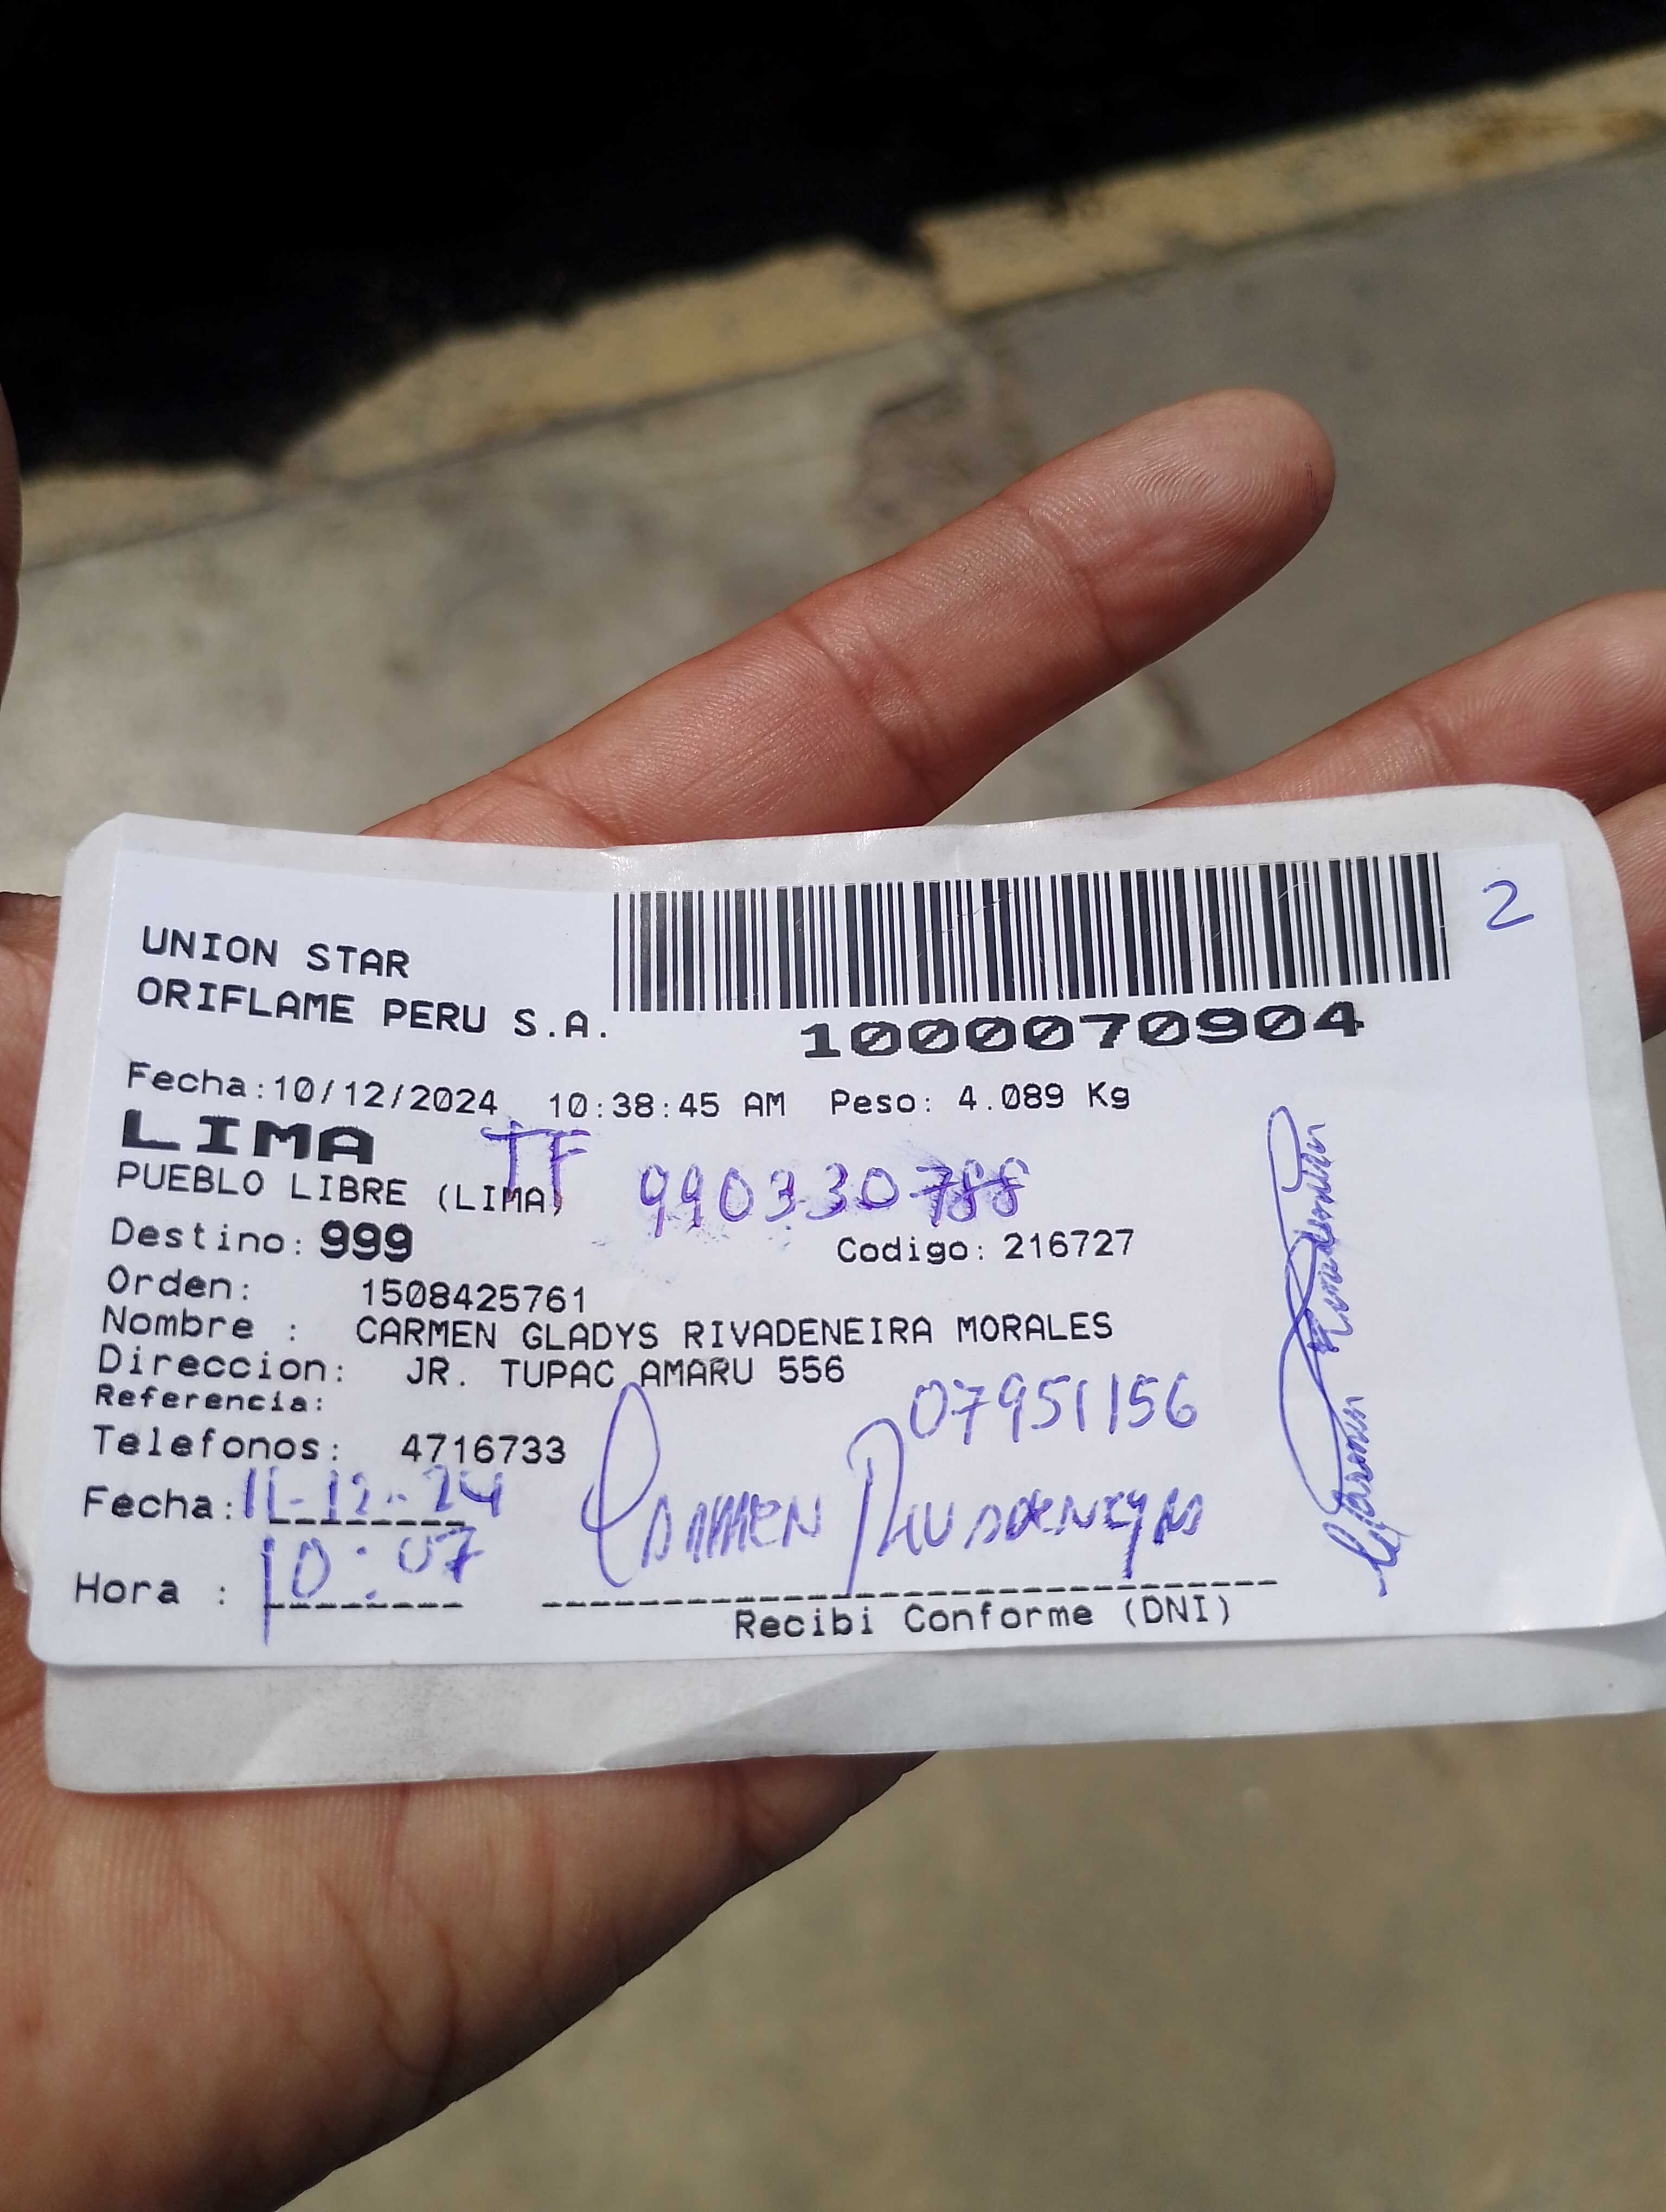 UNION STAR
ORIFLAME PERU S.A.
2
1000070904
Fecha:10/12/2024 10:38:45 AM Peso: 4.089 Kg
LIMA
TF 990330788
PUEBLO LIBRE (LIMA)
Destino: 999 Codigo: 216727
Orden: 1508425761
Nombre : CARMEN GLADYS RIVADENEIRA MORALES
Direccion: JR. TUPAC AMARU 556
Referencia:
07951156
Telefonos: 4716733
Fecha: 11-12-24
Carmen Rivadeneyra
Hora : 10:07
Recibi Conforme (DNI)